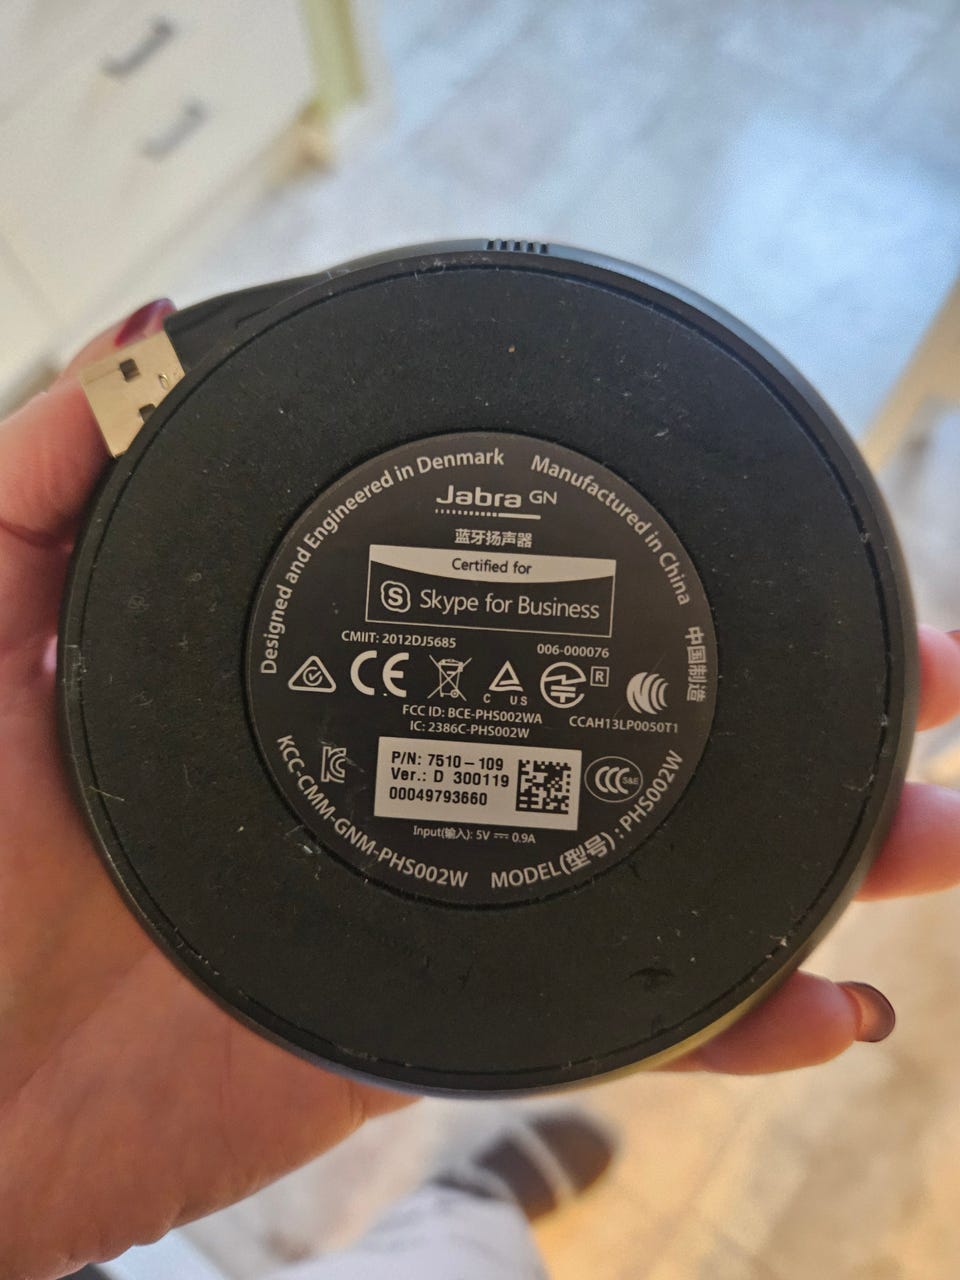 Designed and Engineered in Denmark
Manufactured in China
中国制造
Jabra GN
蓝牙扬声器
Certified for
S Skype for Business
CMIIT: 2012DJ5685
006-000076
CE
C US
R
FCC ID: BCE-PHS002WA
IC: 2386C-PHS002W
CCAH13LP0050T1
P/N: 7510-109
Ver.: D 300119
00049793660
CCC S&E
Input(输入): 5V ⎓ 0.9A
KCC-CMM-GNM-PHS002W
MODEL(型号) : PHS002W